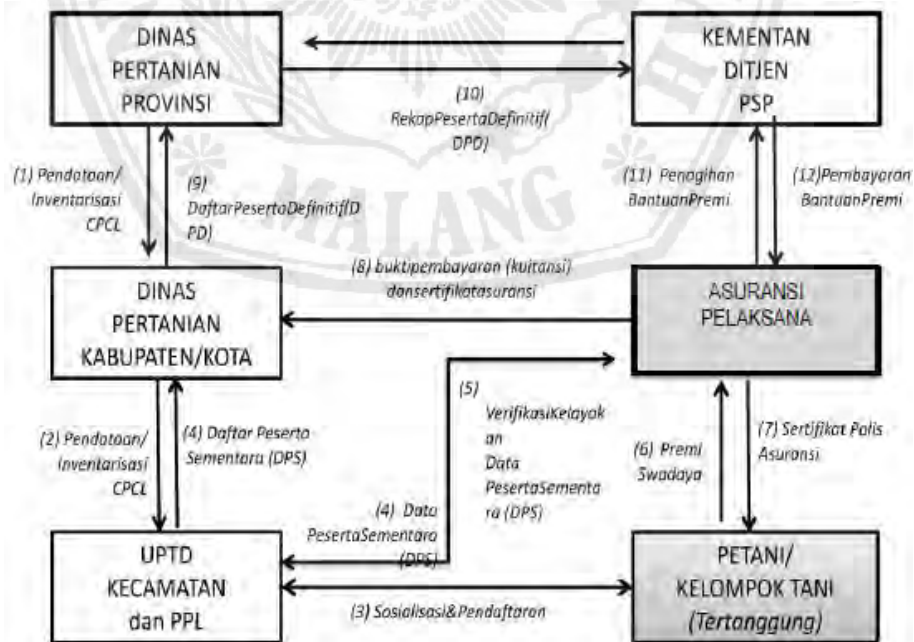 DINAS
PERTANIAN
PROVINSI
KEMENTAN
DITJEN
PSP
(10)
RekapPesertaDefinitif(
DPD)
(1) Pendataan/
Inventarisasi
CPCL
(9)
DaftarPesertaDefinitif(D
PD)
(11) Penagihan
BantuanPremi
(12)Pembayaran
BantuanPremi
MALANG
(8) buktipembayaran (kuitansi)
dansertifikatasuransi
DINAS
PERTANIAN
KABUPATEN/KOTA
ASURANSI
PELAKSANA
(2) Pendataan/
Inventarisasi
CPCL
(4) Daftar Peserta
Sementara (DPS)
(5)
VerifikasiKelayak
an
Data
PesertaSementa
ra (DPS)
(6) Premi
Swadaya
(7) Sertifikat Polis
Asuransi
(4) Data
PesertaSementara
(DPS)
UPTD
KECAMATAN
dan PPL
(3) Sosialisasi&Pendaftaran
PETANI/
KELOMPOK TANI
(Tertanggung)